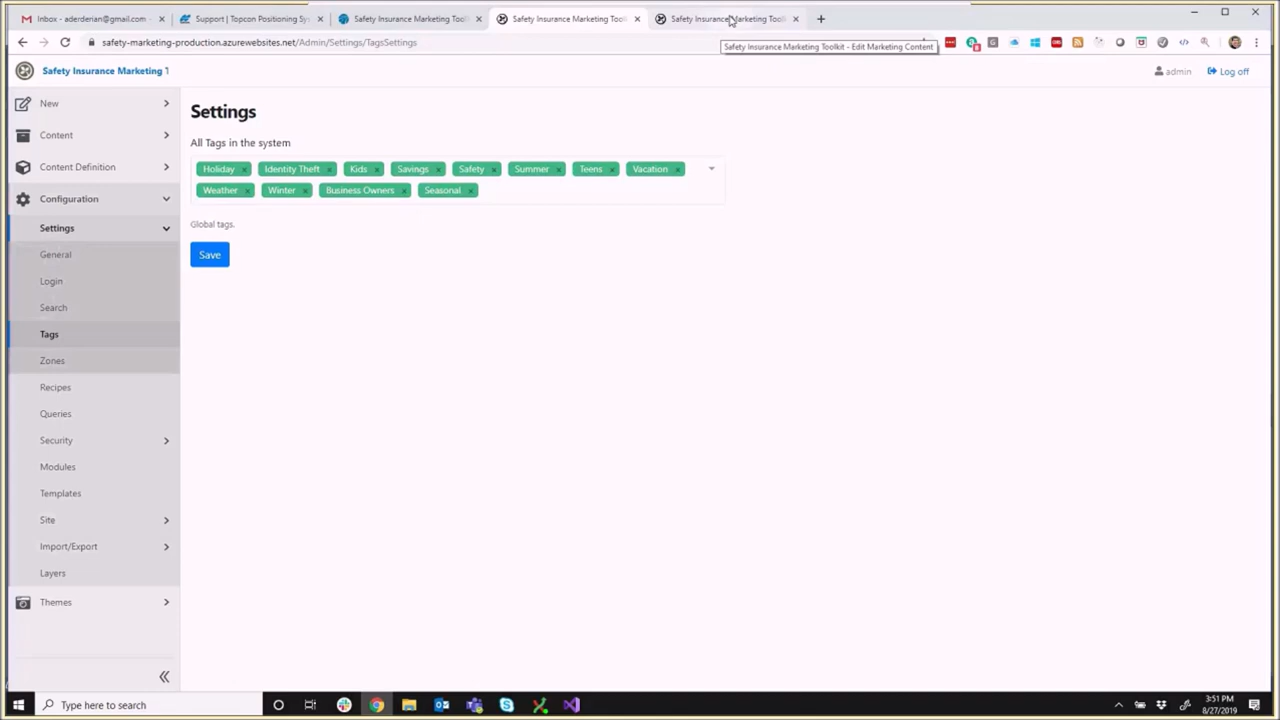 Inbox - aderderian@gmail.com -
Support | Topcon Positioning Sy
Safety Insurance Marketing Tool
Safety Insurance Marketing Tool
Safety Insurance Marketing Tool
safety-marketing-production.azurewebsites.net/Admin/Settings/TagsSettings
Safety Insurance Marketing Toolkit - Edit Marketing Content
Safety Insurance Marketing 1
admin
Log off
New
Content
Content Definition
Configuration
Settings
General
Login
Search
Tags
Zones
Recipes
Queries
Security
Modules
Templates
Site
Import/Export
Layers
Themes
Settings
All Tags in the system
Holiday × Identity Theft × Kids × Savings × Safety × Summer × Teens × Vacation ×
Weather × Winter × Business Owners × Seasonal ×
Global tags.
Save
Type here to search
3:51 PM
8/27/2019